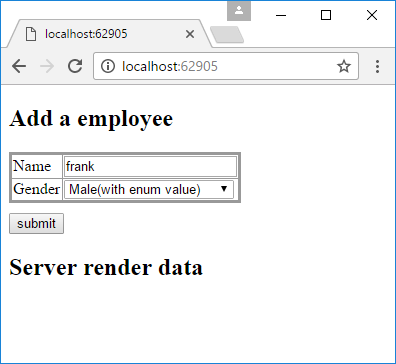 localhost:62905
localhost:62905
Add a employee
Name frank
Gender Male(with enum value)
submit
Server render data